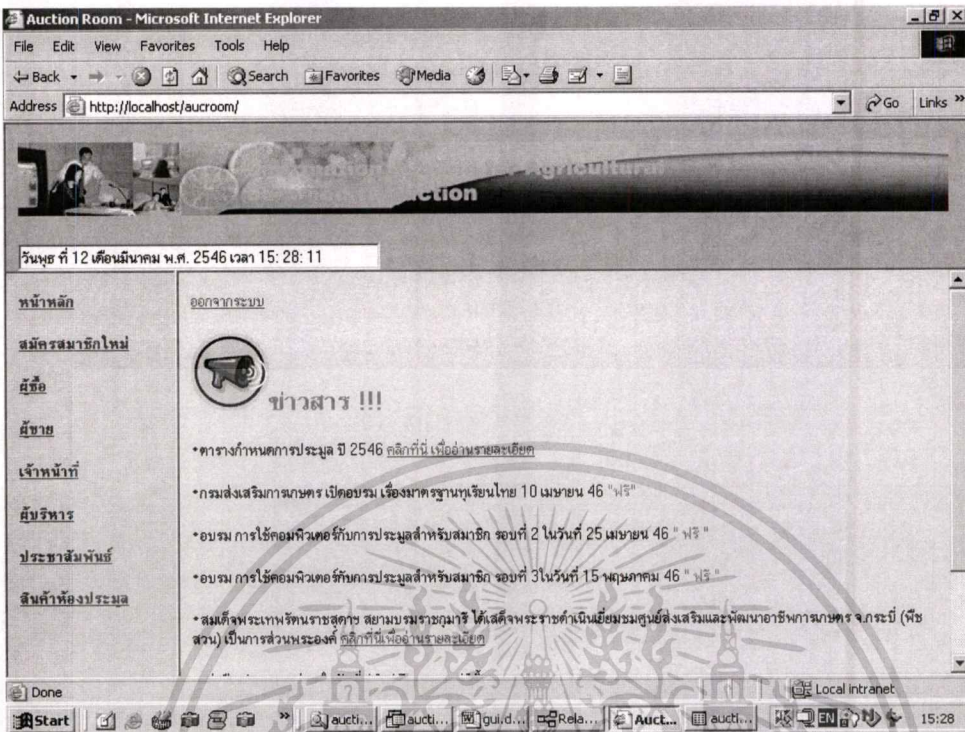 Auction Room - Microsoft Internet Explorer
File Edit View Favorites Tools Help
Back Search Favorites Media
Address http://localhost/aucroom/ Go Links »
Agricultural
ction
วันพุธ ที่ 12 เดือนมีนาคม พ.ศ. 2546 เวลา 15: 28: 11
หน้าหลัก
สมัครสมาชิกใหม่
ผู้ซื้อ
ผู้ขาย
เจ้าหน้าที่
ผู้บริหาร
ประชาสัมพันธ์
สินค้าห้องประมูล
ออกจากระบบ
ข่าวสาร !!!
*ตารางกำหนดการประมูล ปี 2546 คลิกที่นี่ เพื่ออ่านรายละเอียด
*กรมส่งเสริมการเกษตร เปิดอบรม เรื่องมาตรฐานทุเรียนไทย 10 เมษายน 46 "ฟรี"
*อบรม การใช้คอมพิวเตอร์กับการประมูลสำหรับสมาชิก รอบที่ 2 ในวันที่ 25 เมษายน 46 " ฟรี "
*อบรม การใช้คอมพิวเตอร์กับการประมูลสำหรับสมาชิก รอบที่ 3ในวันที่ 15 พฤษภาคม 46 " ฟรี "
*สมเด็จพระเทพรัตนราชสุดาฯ สยามบรมราชกุมารี ได้เสด็จพระราชดำเนินเยี่ยมชมศูนย์ส่งเสริมและพัฒนาอาชีพการเกษตร จ.กระบี่ (พืช
สวน) เป็นการส่วนพระองค์ คลิกที่นี่เพื่ออ่านรายละเอียด
Done Local intranet
Start » aucti... aucti... gui.d... Rela... Auct... aucti... EN 15:28